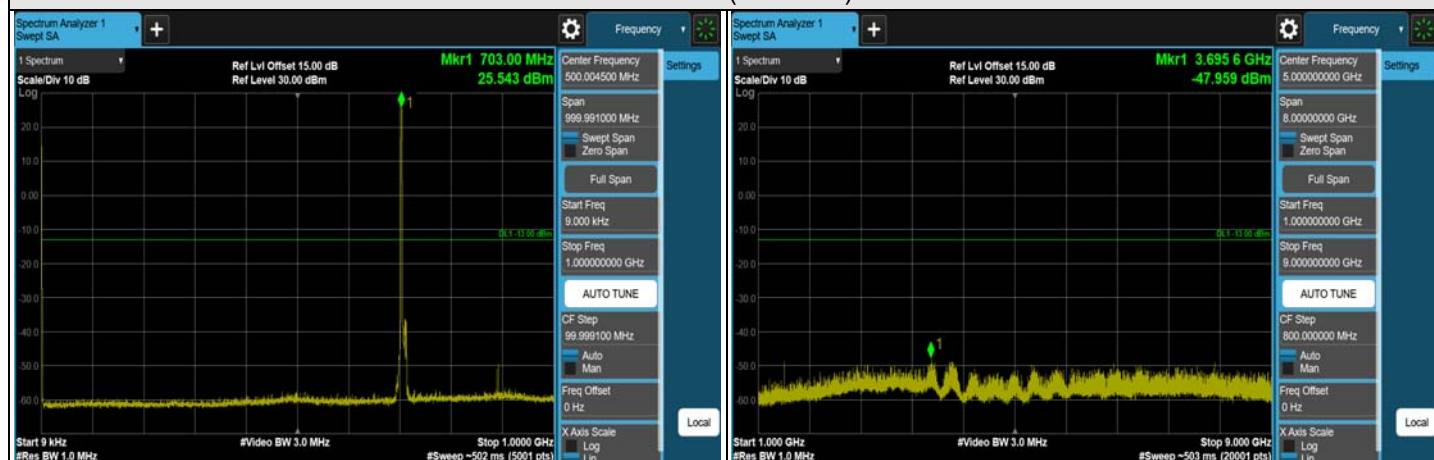 Spectrum Analyzer 1
Swept SA
+
Frequency
1 Spectrum
Scale/Div 10 dB
Log
Ref Lvl Offset 15.00 dB
Ref Level 30.00 dBm
Mkr1 703.00 MHz
25.543 dBm
1
20.0
10.0
0.00
-10.0
DL1 -13.00 dBm
-20.0
-30.0
-40.0
-50.0
-60.0
Start 9 kHz
#Res BW 1.0 MHz
#Video BW 3.0 MHz
Stop 1.0000 GHz
#Sweep ~502 ms (5001 pts)
Center Frequency
500.004500 MHz
Settings
Span
999.991000 MHz
Swept Span
Zero Span
Full Span
Start Freq
9.000 kHz
Stop Freq
1.000000000 GHz
AUTO TUNE
CF Step
99.999100 MHz
Auto
Man
Freq Offset
0 Hz
X Axis Scale
Log
Lin
Local
Spectrum Analyzer 1
Swept SA
+
Frequency
1 Spectrum
Scale/Div 10 dB
Log
Ref Lvl Offset 15.00 dB
Ref Level 30.00 dBm
Mkr1 3.695 6 GHz
-47.959 dBm
1
20.0
10.0
0.00
-10.0
DL1 -13.00 dBm
-20.0
-30.0
-40.0
-50.0
-60.0
Start 1.000 GHz
#Res BW 1.0 MHz
#Video BW 3.0 MHz
Stop 9.000 GHz
#Sweep ~503 ms (20001 pts)
Center Frequency
5.000000000 GHz
Settings
Span
8.00000000 GHz
Swept Span
Zero Span
Full Span
Start Freq
1.000000000 GHz
Stop Freq
9.000000000 GHz
AUTO TUNE
CF Step
800.000000 MHz
Auto
Man
Freq Offset
0 Hz
X Axis Scale
Log
Lin
Local